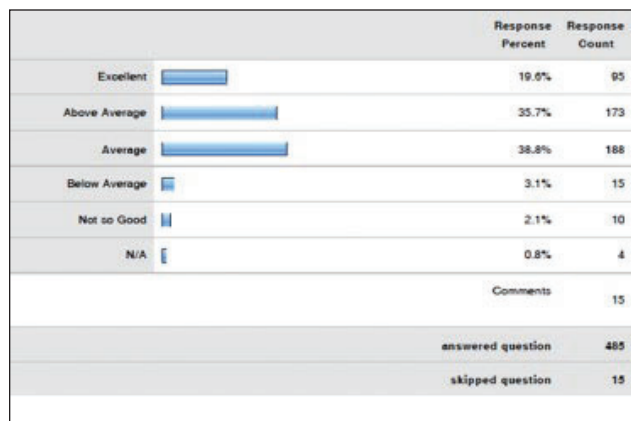 Response Percent Response Count
Excellent 19.6% 95
Above Average 35.7% 173
Average 38.8% 188
Below Average 3.1% 15
Not so Good 2.1% 10
N/A 0.8% 4
Comments 15
answered question 485
skipped question 15